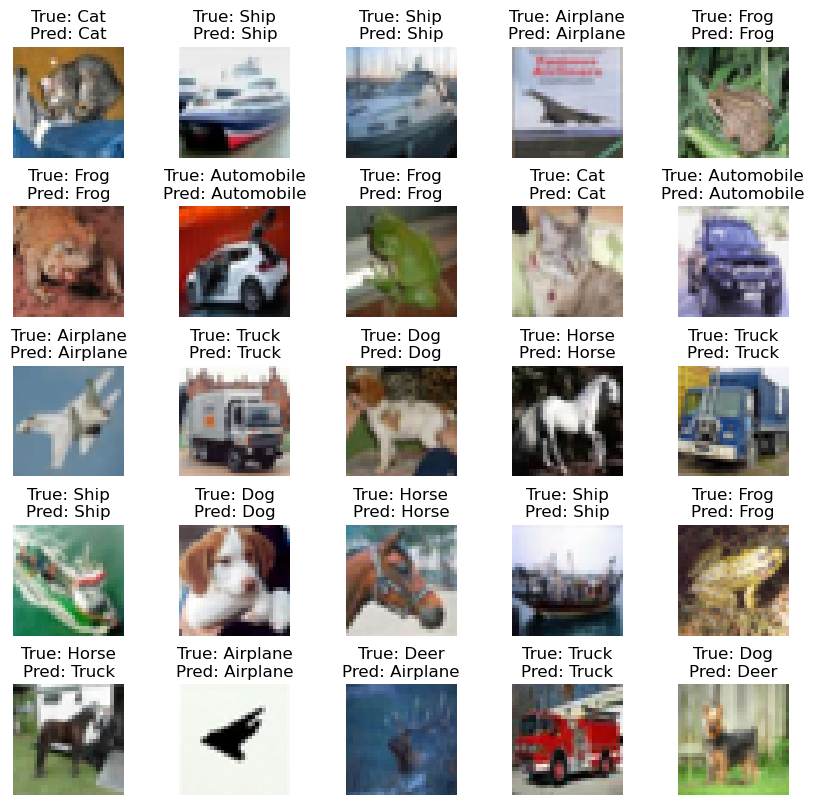 True: Cat
Pred: Cat
True: Ship
Pred: Ship
True: Ship
Pred: Ship
True: Airplane
Pred: Airplane
True: Frog
Pred: Frog
True: Frog
Pred: Frog
True: Automobile
Pred: Automobile
True: Frog
Pred: Frog
True: Cat
Pred: Cat
True: Automobile
Pred: Automobile
True: Airplane
Pred: Airplane
True: Truck
Pred: Truck
True: Dog
Pred: Dog
True: Horse
Pred: Horse
True: Truck
Pred: Truck
True: Ship
Pred: Ship
True: Dog
Pred: Dog
True: Horse
Pred: Horse
True: Ship
Pred: Ship
True: Frog
Pred: Frog
True: Horse
Pred: Truck
True: Airplane
Pred: Airplane
True: Deer
Pred: Airplane
True: Truck
Pred: Truck
True: Dog
Pred: Deer